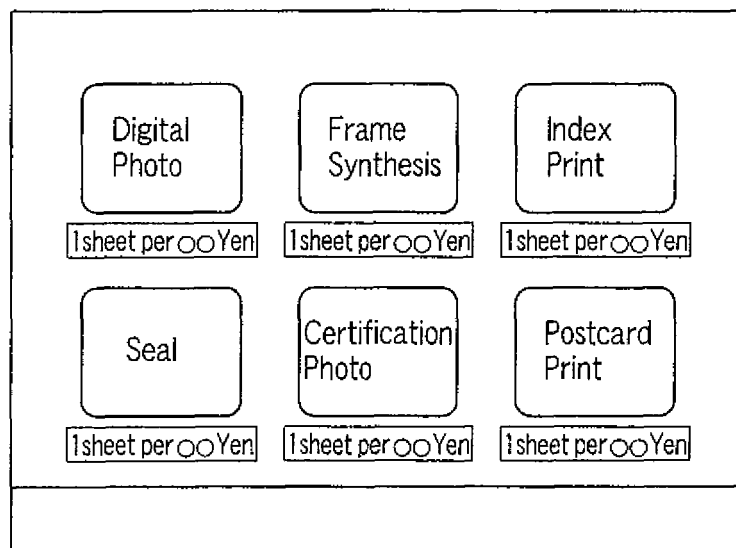 Digital
Photo
Frame
Synthesis
Index
Print
1sheet per○○Yen
1sheet per○○Yen
1sheet per○○Yen
Seal
Certification
Photo
Postcard
Print
1sheet per○○Yen
1sheet per○○Yen
1sheet per○○Yen